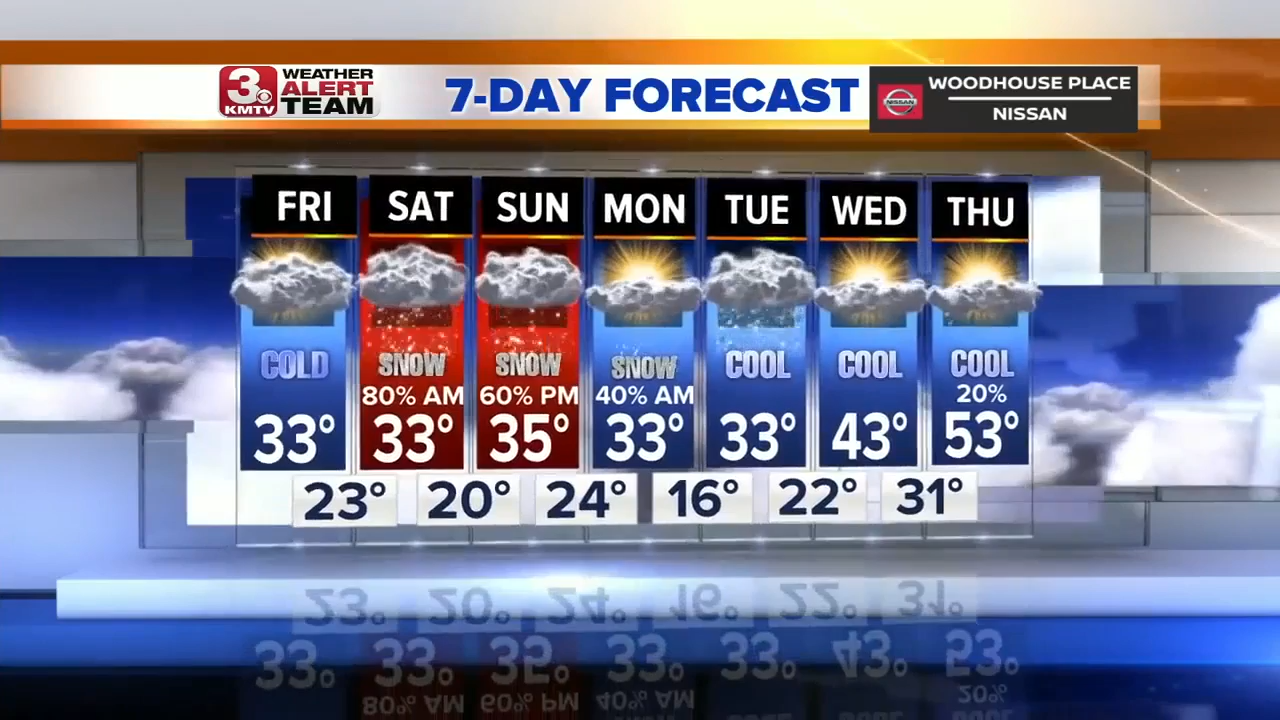 3
KMTV
WEATHER
ALERT
TEAM
7-DAY FORECAST
NISSAN
WOODHOUSE PLACE
NISSAN
FRI SAT SUN MON TUE WED THU
COLD SNOW SNOW SNOW COOL COOL COOL
80% AM 60% PM 40% AM 20%
33° 33° 35° 33° 33° 43° 53°
23° 20° 24° 16° 22° 31°